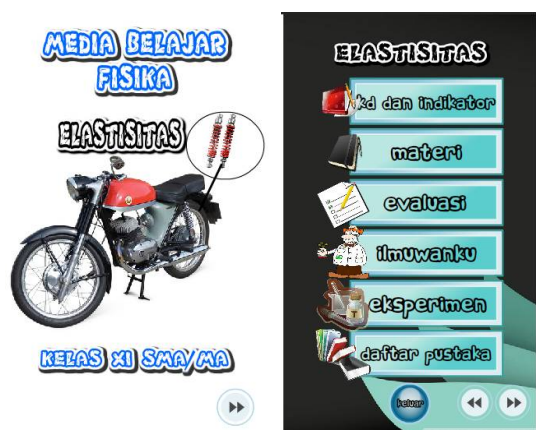 MEDIA BELAJAR
FISIKA
ELASTISITAS
KELAS XI SMA/MA
ELASTISITAS
kd dan indikator
materi
evaluasi
ilmuwanku
eksperimen
daftar pustaka
keluar